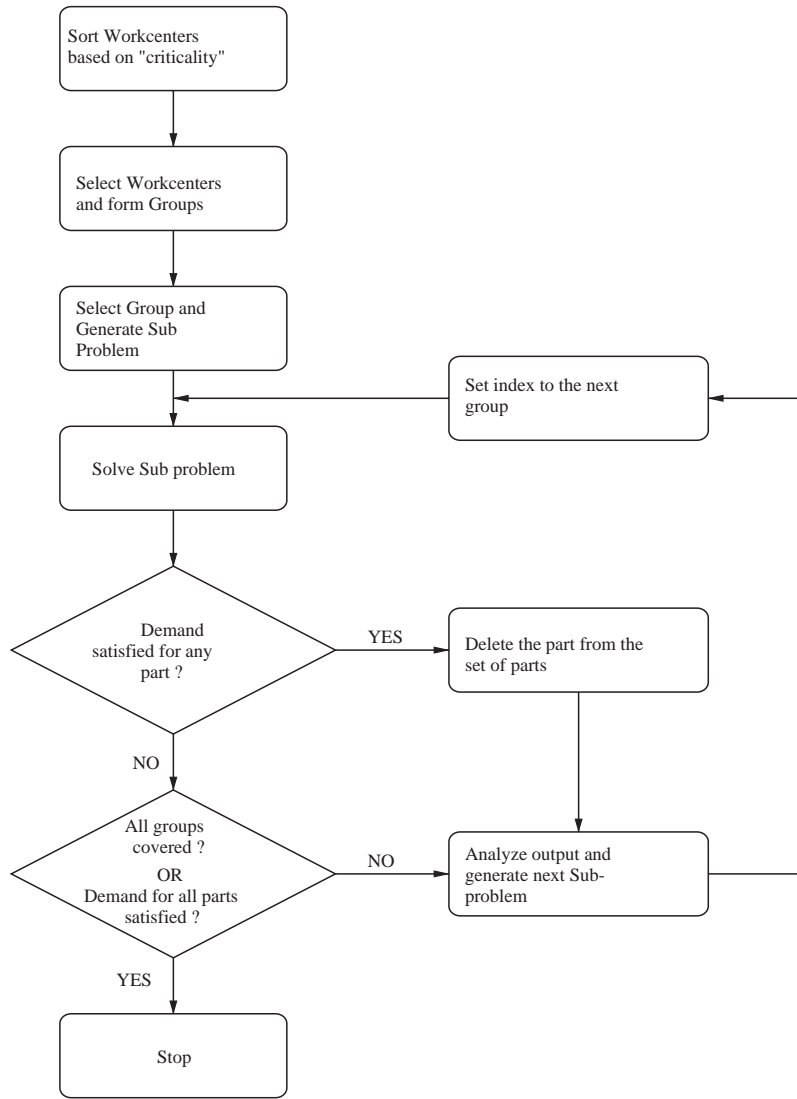 Sort Workcenters
based on "criticality"
Select Workcenters
and form Groups
Select Group and
Generate Sub
Problem
Set index to the next
group
Solve Sub problem
Demand
satisfied for any
part ?
YES
Delete the part from the
set of parts
NO
All groups
covered ?
OR
Demand for all parts
satisfied ?
NO
Analyze output and
generate next Sub-
problem
YES
Stop